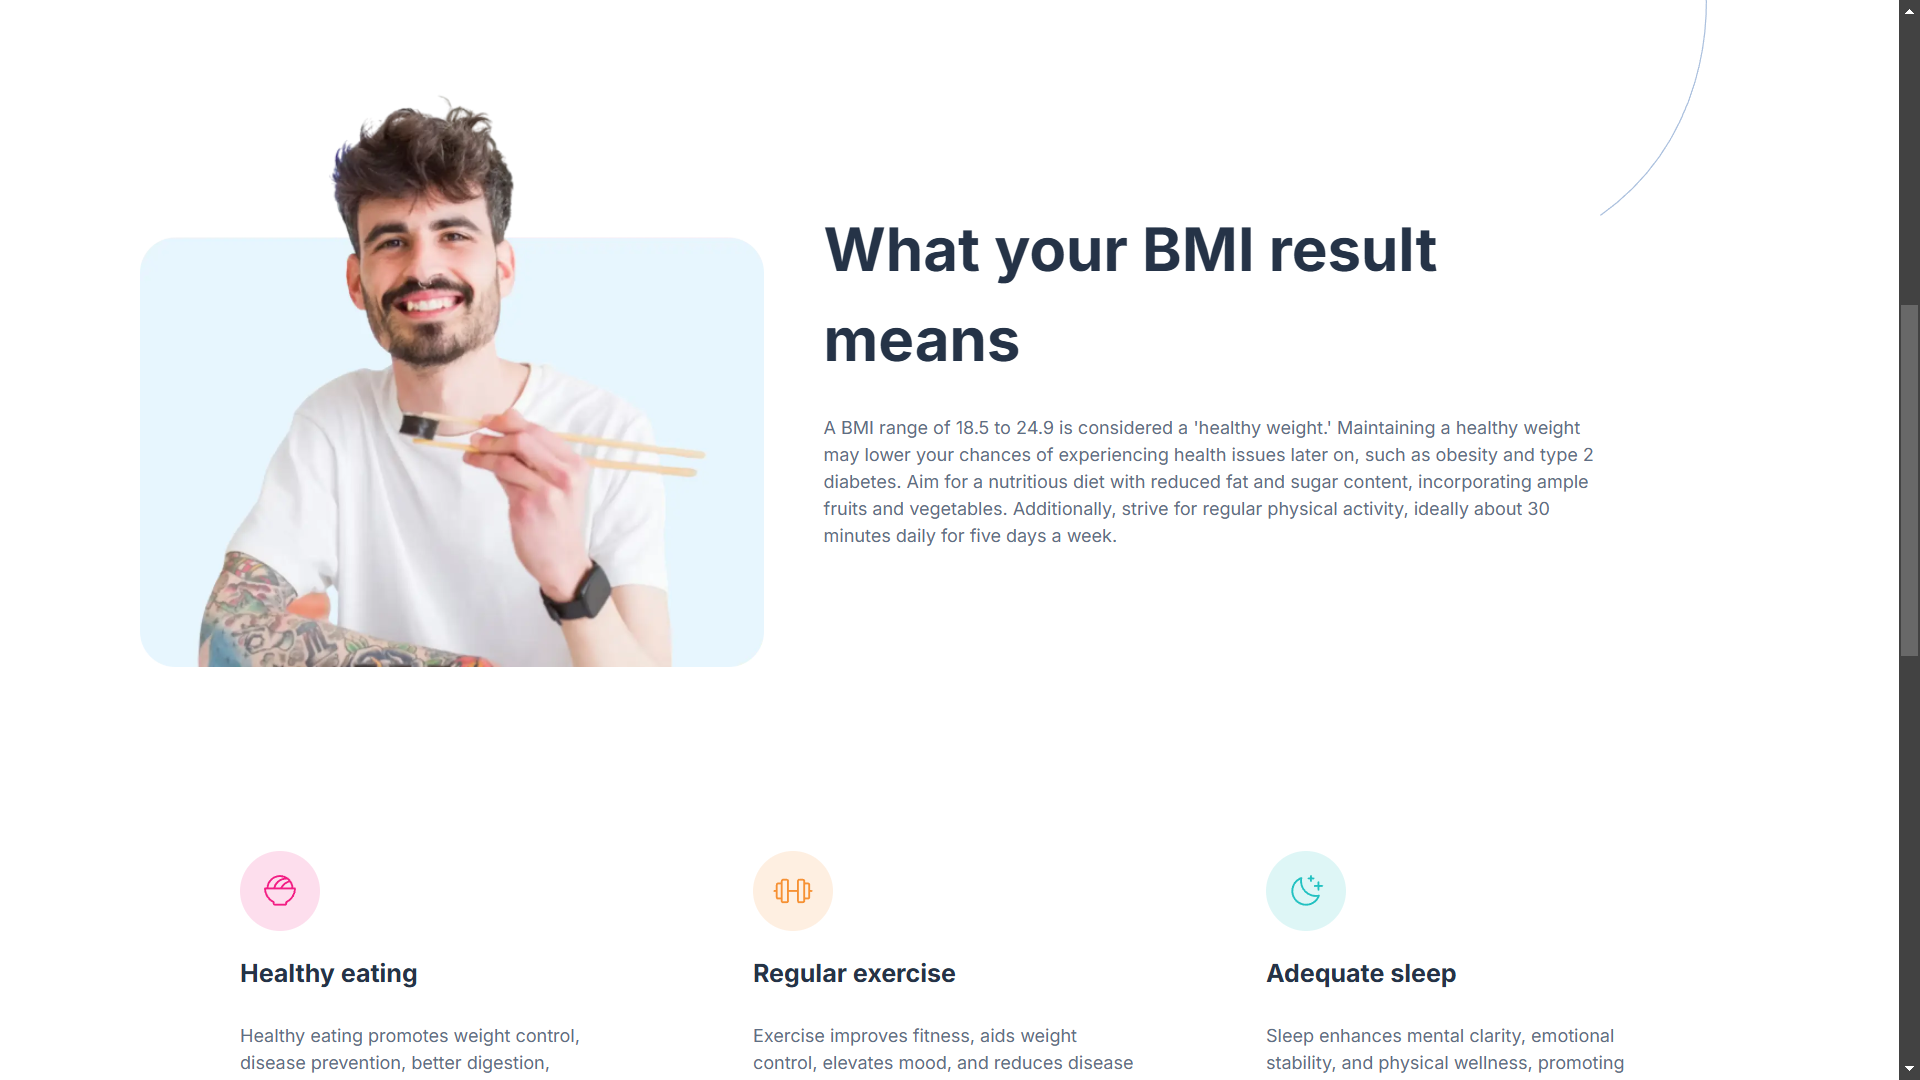 What your BMI result
means
A BMI range of 18.5 to 24.9 is considered a 'healthy weight.' Maintaining a healthy weight
may lower your chances of experiencing health issues later on, such as obesity and type 2
diabetes. Aim for a nutritious diet with reduced fat and sugar content, incorporating ample
fruits and vegetables. Additionally, strive for regular physical activity, ideally about 30
minutes daily for five days a week.
Healthy eating
Healthy eating promotes weight control,
disease prevention, better digestion,
Regular exercise
Exercise improves fitness, aids weight
control, elevates mood, and reduces disease
Adequate sleep
Sleep enhances mental clarity, emotional
stability, and physical wellness, promoting